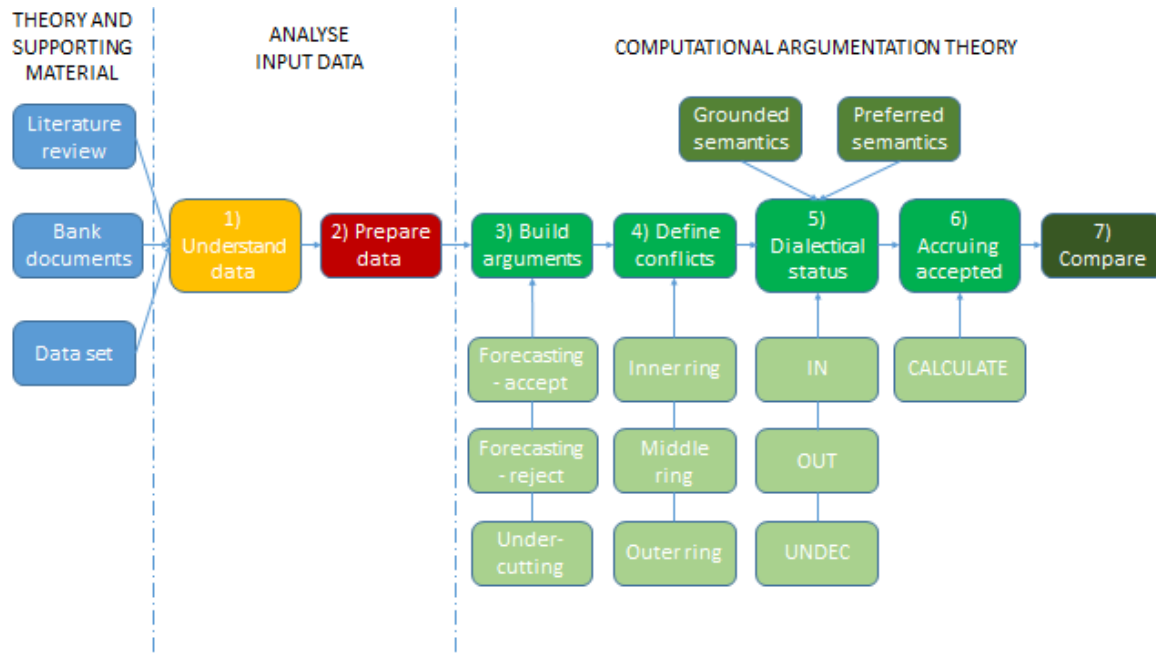 THEORY AND
SUPPORTING
MATERIAL
ANALYSE
INPUT DATA
COMPUTATIONAL ARGUMENTATION THEORY
Literature
review
Bank
documents
Data set
1)
Understand
data
2) Prepare
data
3) Build
arguments
4) Define
conflicts
Grounded
semantics
Preferred
semantics
5)
Dialectical
status
6)
Accruing
accepted
7)
Compare
Forecasting
- accept
Forecasting
- reject
Under-
cutting
Inner ring
Middle
ring
Outer ring
IN
OUT
UNDEC
CALCULATE